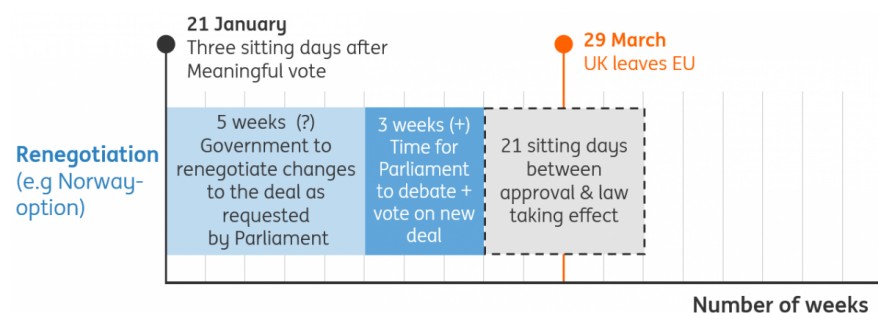 21 January
Three sitting days after
Meaningful vote
29 March
UK leaves EU
Renegotiation
(e.g Norway-
option)
5 weeks (?)
Government to
renegotiate changes
to the deal as
requested
by Parliament
3 weeks (+)
Time for
Parliament
to debate +
vote on new
deal
21 sitting days
between
approval & law
taking effect
Number of weeks